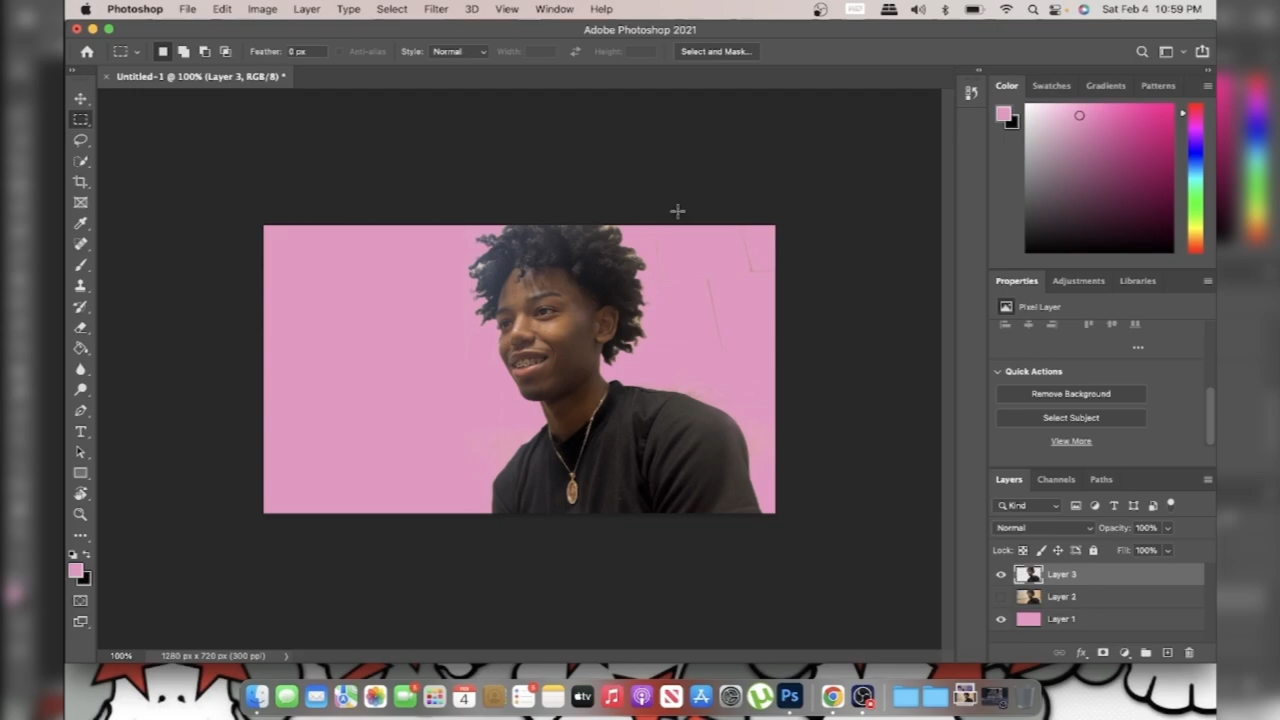 Photoshop File Edit Image Layer Type Select Filter 3D View Window Help Sat Feb 4 10:59 PM
Adobe Photoshop 2021
Feather: 0 px Anti-alias Style: Normal Width: Height: Select and Mask...
× Untitled-1 @ 100% (Layer 3, RGB/8) *
Color Swatches Gradients Patterns
Properties Adjustments Libraries
Pixel Layer
Quick Actions
Remove Background
Select Subject
View More
Layers Channels Paths
Kind
Normal Opacity: 100%
Lock: Fill: 100%
Layer 3
Layer 2
Layer 1
100% 1280 px x 720 px (300 ppi)
4
tv
Ps